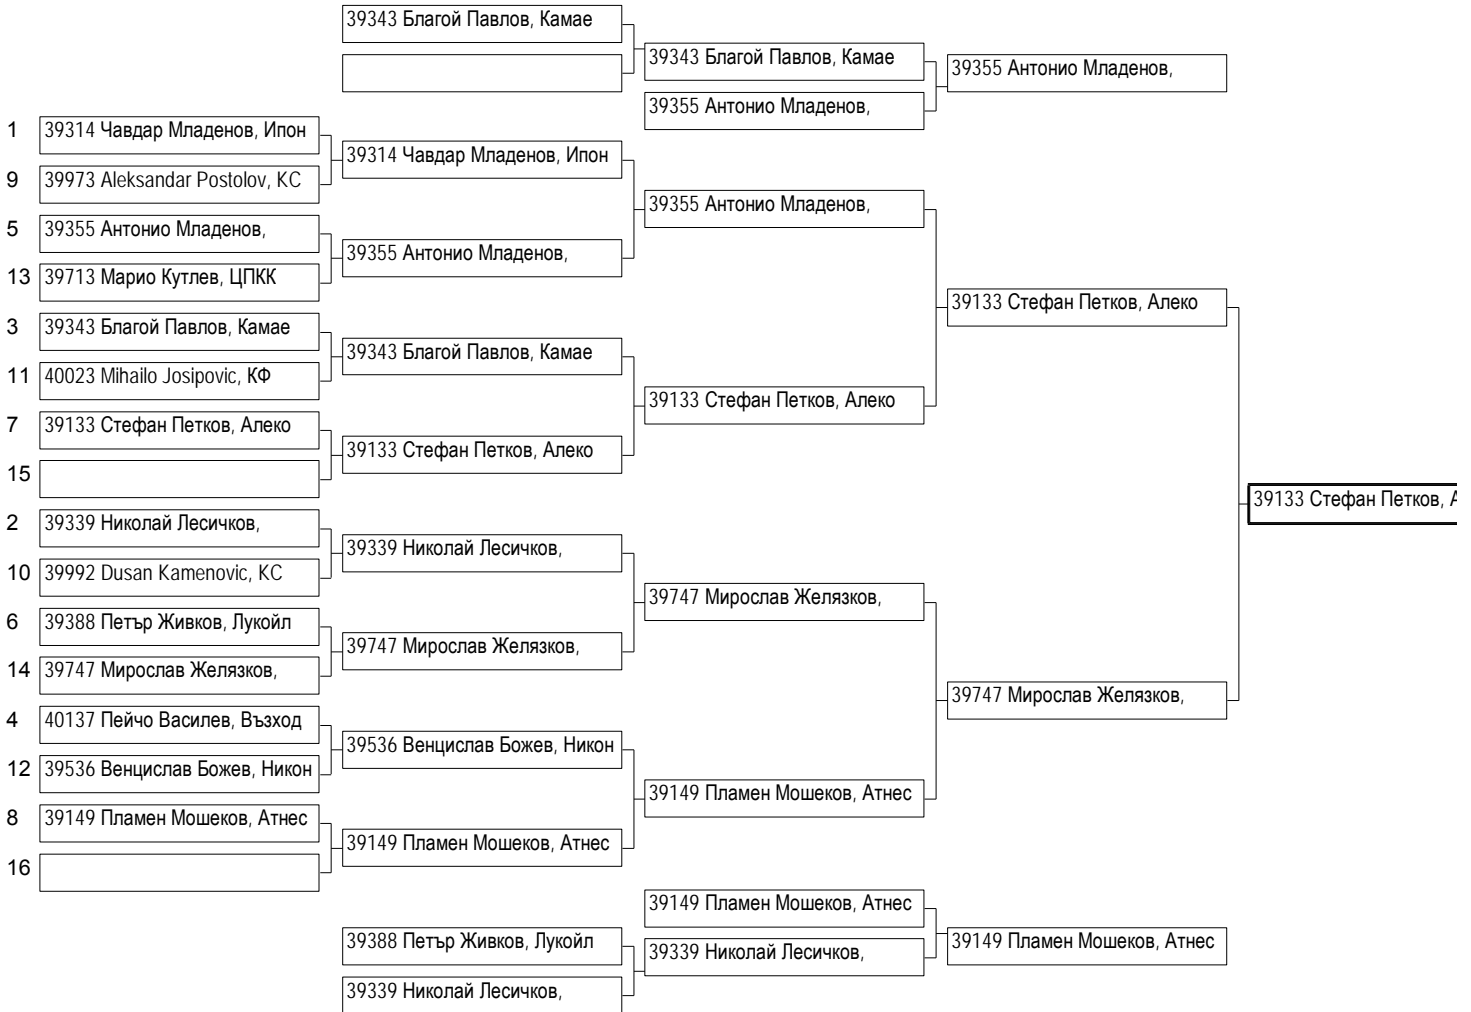 39343 Благой Павлов, Камае
39343 Благой Павлов, Камае
39355 Антонио Младенов,
39355 Антонио Младенов,
1 39314 Чавдар Младенов, Ипон
39314 Чавдар Младенов, Ипон
9 39973 Aleksandar Postolov, КС
39355 Антонио Младенов,
5 39355 Антонио Младенов,
39355 Антонио Младенов,
13 39713 Марио Кутлев, ЦПКК
39133 Стефан Петков, Алеко
3 39343 Благой Павлов, Камае
39343 Благой Павлов, Камае
11 40023 Mihailo Josipovic, КФ
39133 Стефан Петков, Алеко
7 39133 Стефан Петков, Алеко
39133 Стефан Петков, Алеко
15
39133 Стефан Петков, А
2 39339 Николай Лесичков,
39339 Николай Лесичков,
10 39992 Dusan Kamenovic, КС
39747 Мирослав Желязков,
6 39388 Петър Живков, Лукойл
39747 Мирослав Желязков,
14 39747 Мирослав Желязков,
39747 Мирослав Желязков,
4 40137 Пейчо Василев, Възход
39536 Венцислав Божев, Никон
12 39536 Венцислав Божев, Никон
39149 Пламен Мошеков, Атнес
8 39149 Пламен Мошеков, Атнес
39149 Пламен Мошеков, Атнес
16
39149 Пламен Мошеков, Атнес
39388 Петър Живков, Лукойл
39339 Николай Лесичков,
39149 Пламен Мошеков, Атнес
39339 Николай Лесичков,